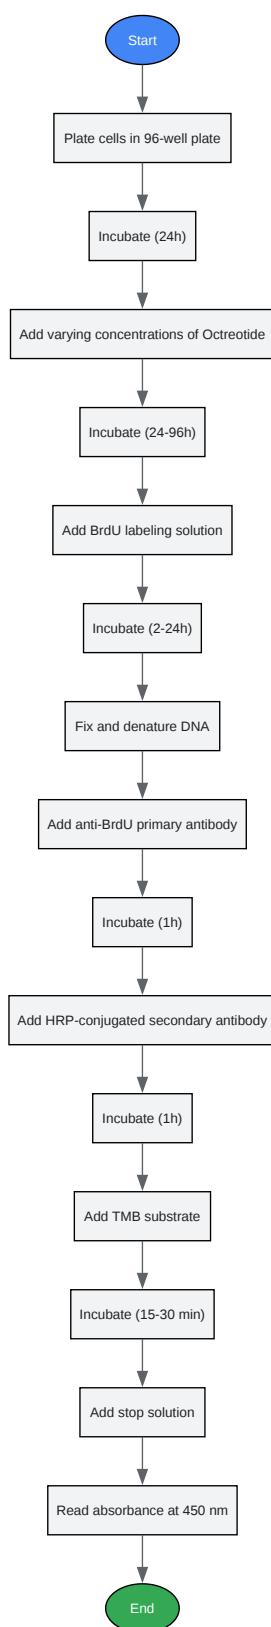 Start
Plate cells in 96-well plate
Incubate (24h)
Add varying concentrations of Octreotide
Incubate (24-96h)
Add BrdU labeling solution
Incubate (2-24h)
Fix and denature DNA
Add anti-BrdU primary antibody
Incubate (1h)
Add HRP-conjugated secondary antibody
Incubate (1h)
Add TMB substrate
Incubate (15-30 min)
Add stop solution
Read absorbance at 450 nm
End